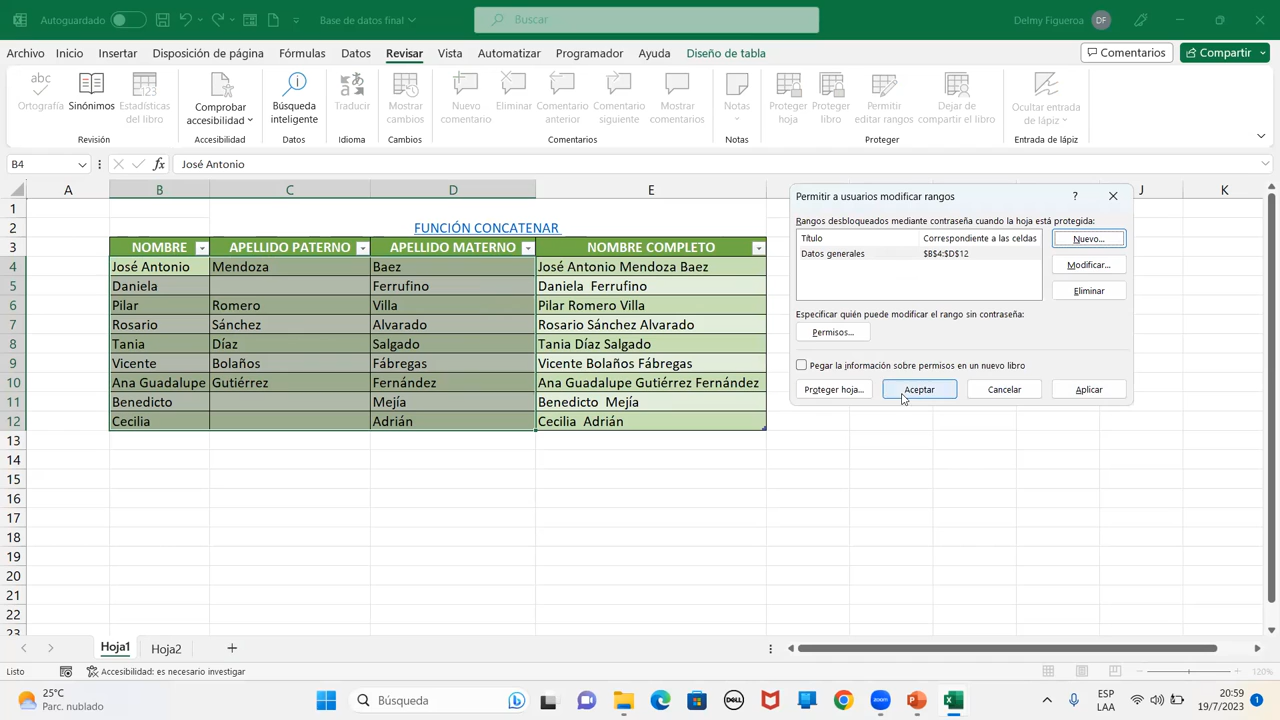 Autoguardado
Base de datos final
Buscar
Delmy Figueroa
DF
Archivo
Inicio
Insertar
Disposición de página
Fórmulas
Datos
Revisar
Vista
Automatizar
Programador
Ayuda
Diseño de tabla
Comentarios
Compartir
abc
Ortografía
Sinónimos
Estadísticas
del libro
Comprobar
accesibilidad
Búsqueda
inteligente
Traducir
Mostrar
cambios
Nuevo
comentario
Eliminar
Comentario
anterior
Comentario
siguiente
Mostrar
comentarios
Notas
Proteger
hoja
Proteger
libro
Permitir
editar rangos
Dejar de
compartir el libro
Ocultar entrada
de lápiz
Revisión
Accesibilidad
Datos
Idioma
Cambios
Comentarios
Notas
Proteger
Entrada de lápiz
B4
fx
José Antonio
A B C D E J K
1
2 FUNCIÓN CONCATENAR
3 NOMBRE APELLIDO PATERNO APELLIDO MATERNO NOMBRE COMPLETO
4 José Antonio Mendoza Baez José Antonio Mendoza Baez
5 Daniela Ferrufino Daniela  Ferrufino
6 Pilar Romero Villa Pilar Romero Villa
7 Rosario Sánchez Alvarado Rosario Sánchez Alvarado
8 Tania Díaz Salgado Tania Díaz Salgado
9 Vicente Bolaños Fábregas Vicente Bolaños Fábregas
10 Ana Guadalupe Gutiérrez Fernández Ana Guadalupe Gutiérrez Fernández
11 Benedicto Mejía Benedicto  Mejía
12 Cecilia Adrián Cecilia  Adrián
13
14
15
16
17
18
19
20
21
22
23
Permitir a usuarios modificar rangos
?
Rangos desbloqueados mediante contraseña cuando la hoja está protegida:
Título Correspondiente a las celdas
Datos generales $B$4:$D$12
Nuevo...
Modificar...
Eliminar
Especificar quién puede modificar el rango sin contraseña:
Permisos...
Pegar la información sobre permisos en un nuevo libro
Proteger hoja... Aceptar Cancelar Aplicar
Hoja1
Hoja2
Listo
Accesibilidad: es necesario investigar
120%
25°C
Parc. nublado
Búsqueda
DELL
zoom
ESP
LAA
20:59
19/7/2023
1